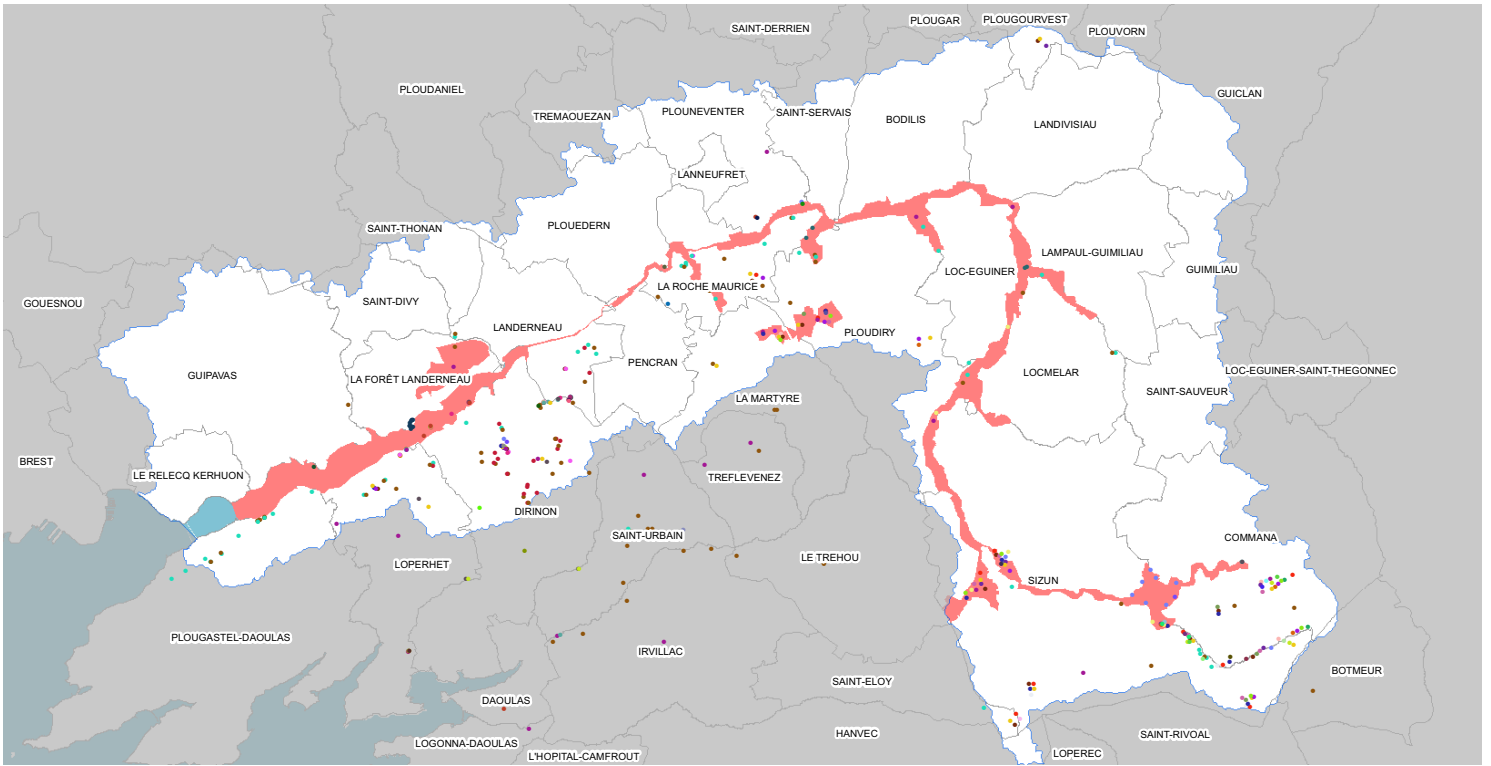 PLOUGAR
PLOUGOURVEST
SAINT-DERRIEN
PLOUVORN
PLOUDANIEL
GUICLAN
TREMAOUEZAN
PLOUNEVENTER
SAINT-SERVAIS
BODILIS
LANDIVISIAU
LANNEUFRET
SAINT-THONAN
PLOUEDERN
LAMPAUL-GUIMILIAU
GUIMILIAU
LOC-EGUINER
LA ROCHE MAURICE
GOUESNOU
SAINT-DIVY
LANDERNEAU
PLOUDIRY
PENCRAN
GUIPAVAS
LA FORÊT LANDERNEAU
LOCMELAR
LOC-EGUINER-SAINT-THEGONNEC
SAINT-SAUVEUR
LA MARTYRE
BREST
LE RELECQ KERHUON
TREFLEVENEZ
DIRINON
SAINT-URBAIN
COMMANA
LE TREHOU
LOPERHET
SIZUN
PLOUGASTEL-DAOULAS
IRVILLAC
BOTMEUR
SAINT-ELOY
DAOULAS
HANVEC
SAINT-RIVOAL
LOGONNA-DAOULAS
L'HOPITAL-CAMFROUT
LOPEREC